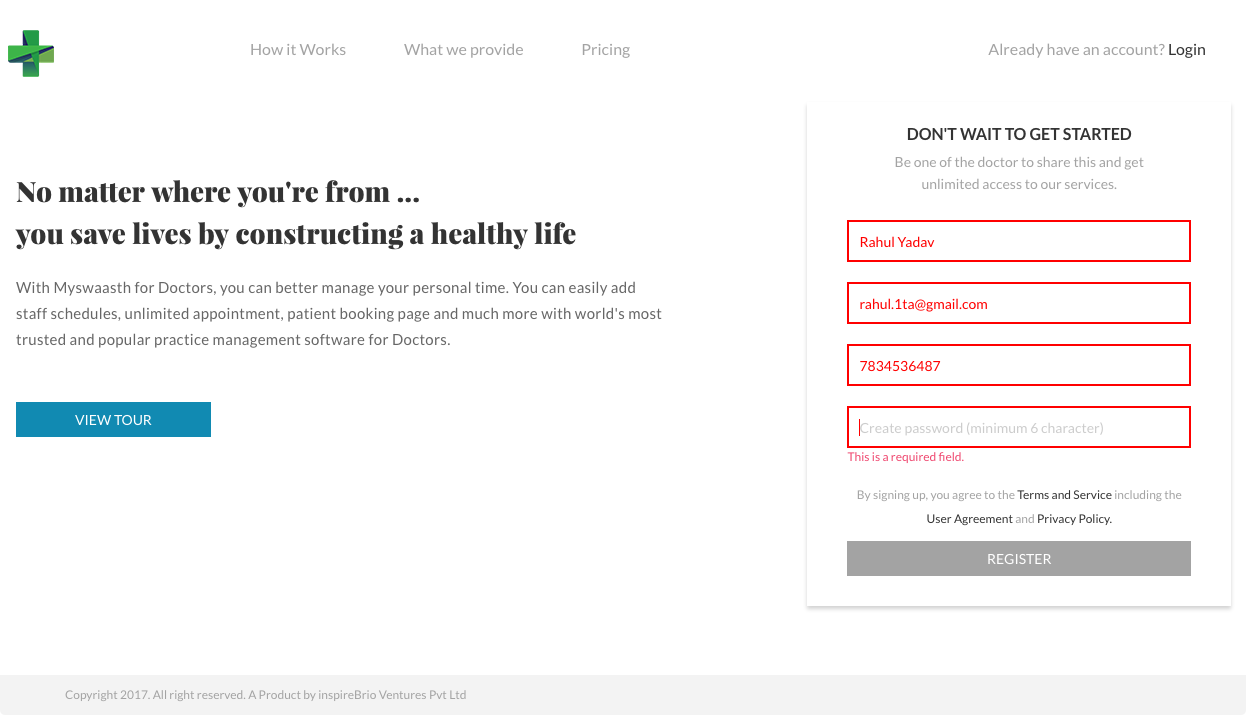 How it Works
What we provide
Pricing
Already have an account? Login
No matter where you're from ...
you save lives by constructing a healthy life
With Myswaasth for Doctors, you can better manage your personal time. You can easily add
staff schedules, unlimited appointment, patient booking page and much more with world's most
trusted and popular practice management software for Doctors.
VIEW TOUR
DON'T WAIT TO GET STARTED
Be one of the doctor to share this and get
unlimited access to our services.
Rahul Yadav
rahul.1ta@gmail.com
7834536487
Create password (minimum 6 character)
This is a required field.
By signing up, you agree to the Terms and Service including the
User Agreement and Privacy Policy.
REGISTER
Copyright 2017. All right reserved. A Product by inspireBrio Ventures Pvt Ltd